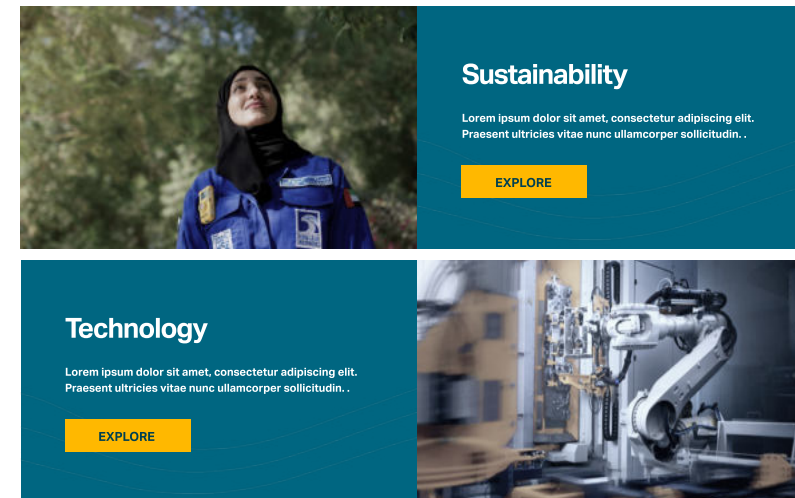 Sustainability
Lorem ipsum dolor sit amet, consectetur adipiscing elit.
Praesent ultricies vitae nunc ullamcorper sollicitudin. .
EXPLORE
Technology
Lorem ipsum dolor sit amet, consectetur adipiscing elit.
Praesent ultricies vitae nunc ullamcorper sollicitudin. .
EXPLORE